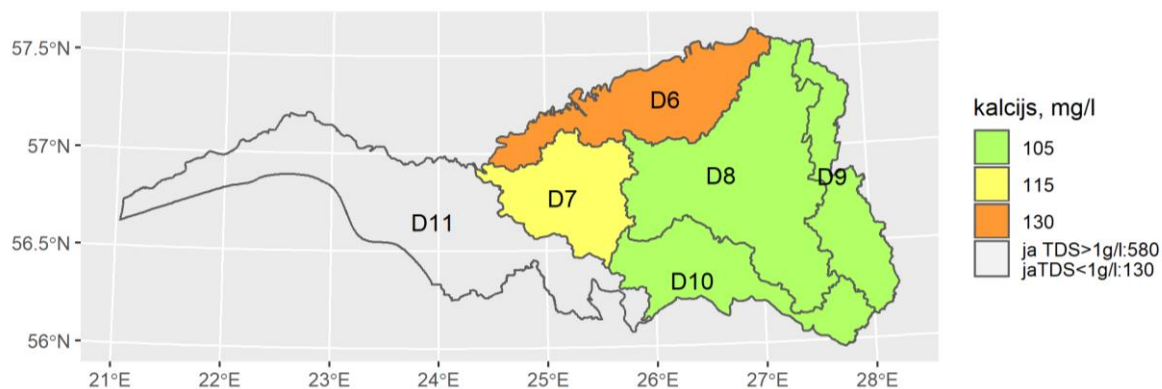 57.5°N
57°N
56.5°N
56°N
21°E
22°E
23°E
24°E
25°E
26°E
27°E
28°E
D6
D7
D8
D9
D10
D11
kalcijs, mg/l
105
115
130
ja TDS>1g/l:580
jaTDS<1g/l:130